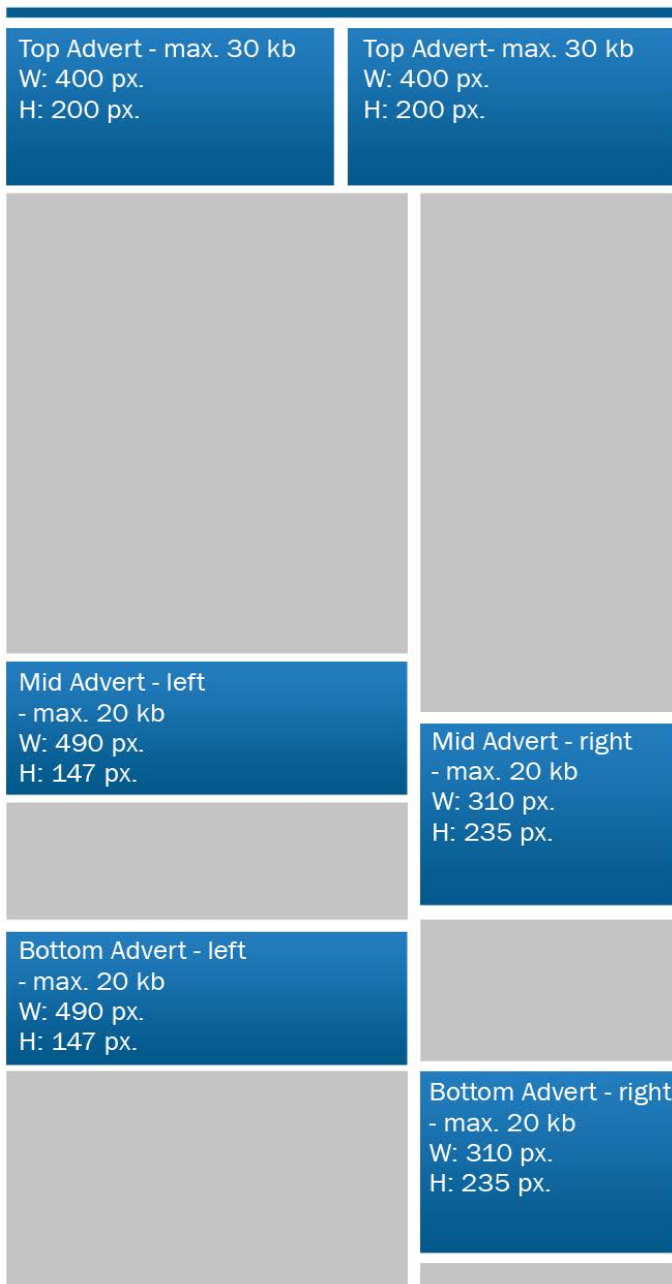 Top Advert - max. 30 kb
W: 400 px.
H: 200 px.
Top Advert- max. 30 kb
W: 400 px.
H: 200 px.
Mid Advert - left
- max. 20 kb
W: 490 px.
H: 147 px.
Mid Advert - right
- max. 20 kb
W: 310 px.
H: 235 px.
Bottom Advert - left
- max. 20 kb
W: 490 px.
H: 147 px.
Bottom Advert - right
- max. 20 kb
W: 310 px.
H: 235 px.